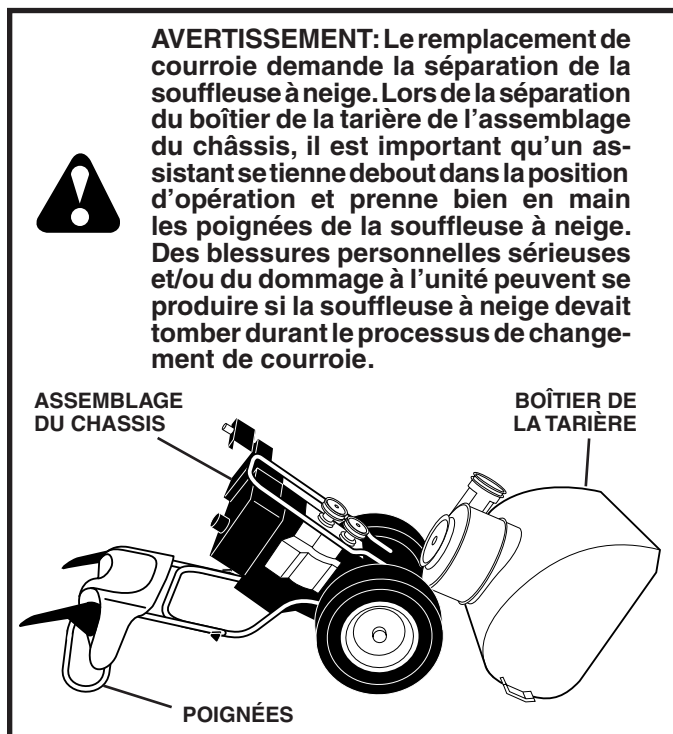 AVERTISSEMENT: Le remplacement de
courroie demande la séparation de la
souffleuse à neige. Lors de la séparation
du boîtier de la tarière de l'assemblage
du châssis, il est important qu'un as-
sistant se tienne debout dans la position
d'opération et prenne bien en main
les poignées de la souffleuse à neige.
Des blessures personnelles sérieuses
et/ou du dommage à l'unité peuvent se
produire si la souffleuse à neige devait
tomber durant le processus de change-
ment de courroie.
ASSEMBLAGE
DU CHASSIS
BOÎTIER DE
LA TARIÈRE
POIGNÉES